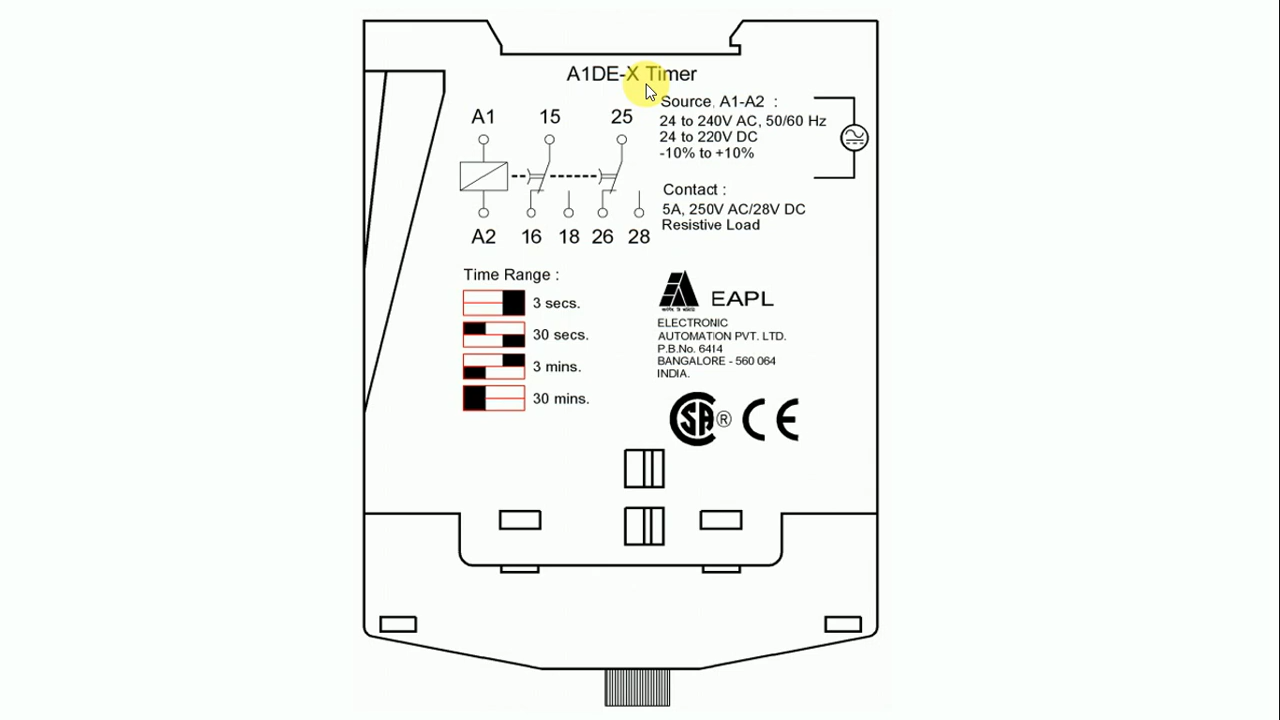 A1DE-X Timer
Source, A1-A2 :
24 to 240V AC, 50/60 Hz
24 to 220V DC
-10% to +10%
A1 15 25
A2 16 18 26 28
Contact :
5A, 250V AC/28V DC
Resistive Load
Time Range :
3 secs.
30 secs.
3 mins.
30 mins.
EAPL
ELECTRONIC
AUTOMATION PVT. LTD.
P.B.No. 6414
BANGALORE - 560 064
INDIA.
SA ® CE